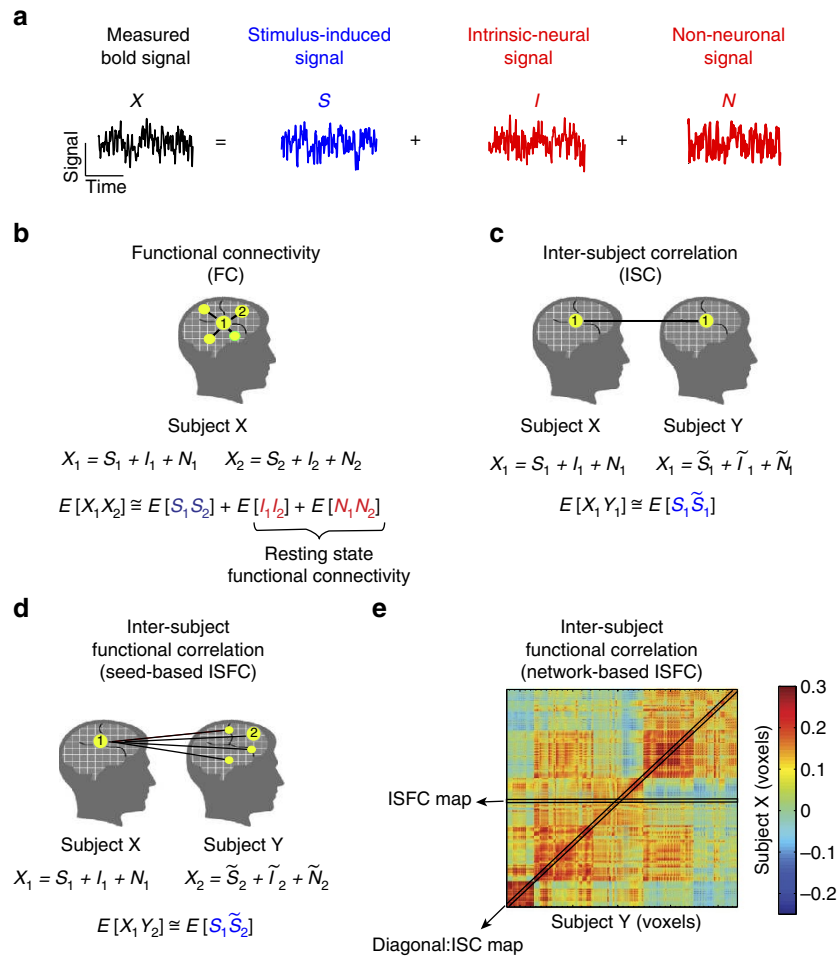 a
Measured
bold signal
Stimulus-induced
signal
Intrinsic-neural
signal
Non-neuronal
signal
X
S
I
N
Signal
Time
=
+
+
b
Functional connectivity
(FC)
1
2
Subject X
X₁ = S₁ + I₁ + N₁
X₂ = S₂ + I₂ + N₂
E [X₁X₂] ≅ E [S₁S₂] + E [I₁I₂] + E [N₁N₂]
Resting state
functional connectivity
c
Inter-subject correlation
(ISC)
1
1
Subject X
Subject Y
X₁ = S₁ + I₁ + N₁
X₁ = S̃₁ + Ĩ₁ + Ñ₁
E [X₁Y₁] ≅ E [S₁S̃₁]
d
Inter-subject
functional correlation
(seed-based ISFC)
1
2
Subject X
Subject Y
X₁ = S₁ + I₁ + N₁
X₂ = S̃₂ + Ĩ₂ + Ñ₂
E [X₁Y₂] ≅ E [S₁S̃₂]
e
Inter-subject
functional correlation
(network-based ISFC)
ISFC map
Diagonal:ISC map
Subject Y (voxels)
Subject X (voxels)
0.3
0.2
0.1
0
−0.1
−0.2